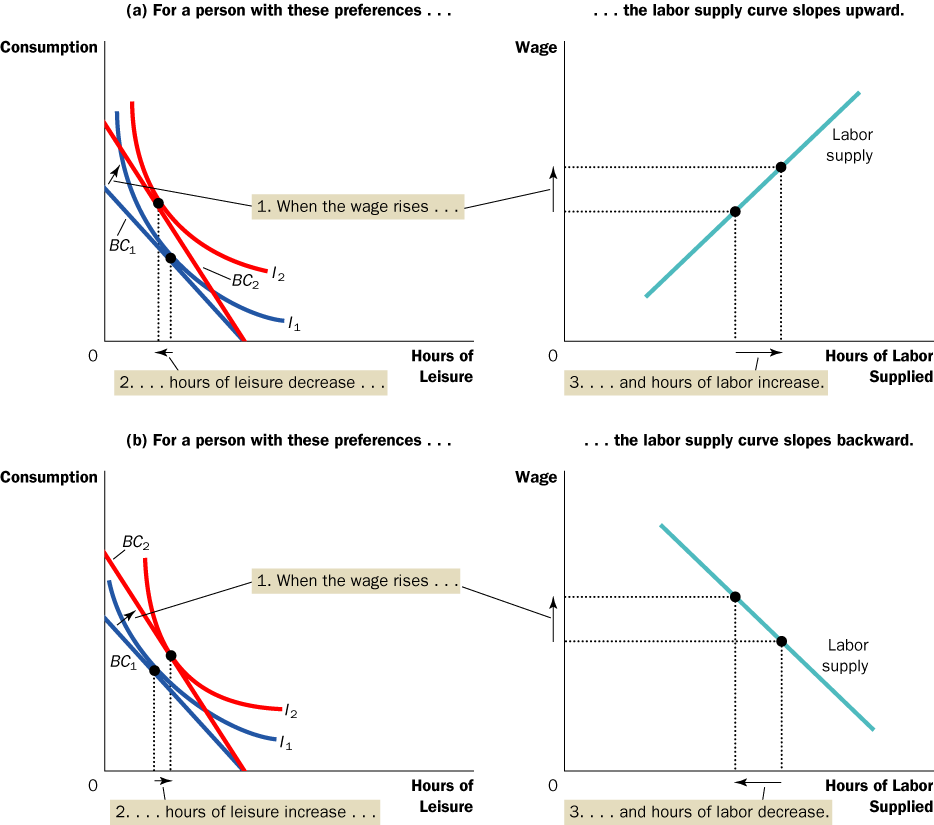 (a) For a person with these preferences . . .
. . . the labor supply curve slopes upward.
Consumption
BC₁
BC₂
I₂
I₁
0
Hours of
Leisure
1. When the wage rises . . .
2. . . . hours of leisure decrease . . .
Wage
Labor
supply
0
Hours of Labor
Supplied
3. . . . and hours of labor increase.
(b) For a person with these preferences . . .
. . . the labor supply curve slopes backward.
Consumption
BC₂
BC₁
I₂
I₁
0
Hours of
Leisure
1. When the wage rises . . .
2. . . . hours of leisure increase . . .
Wage
Labor
supply
0
Hours of Labor
Supplied
3. . . . and hours of labor decrease.